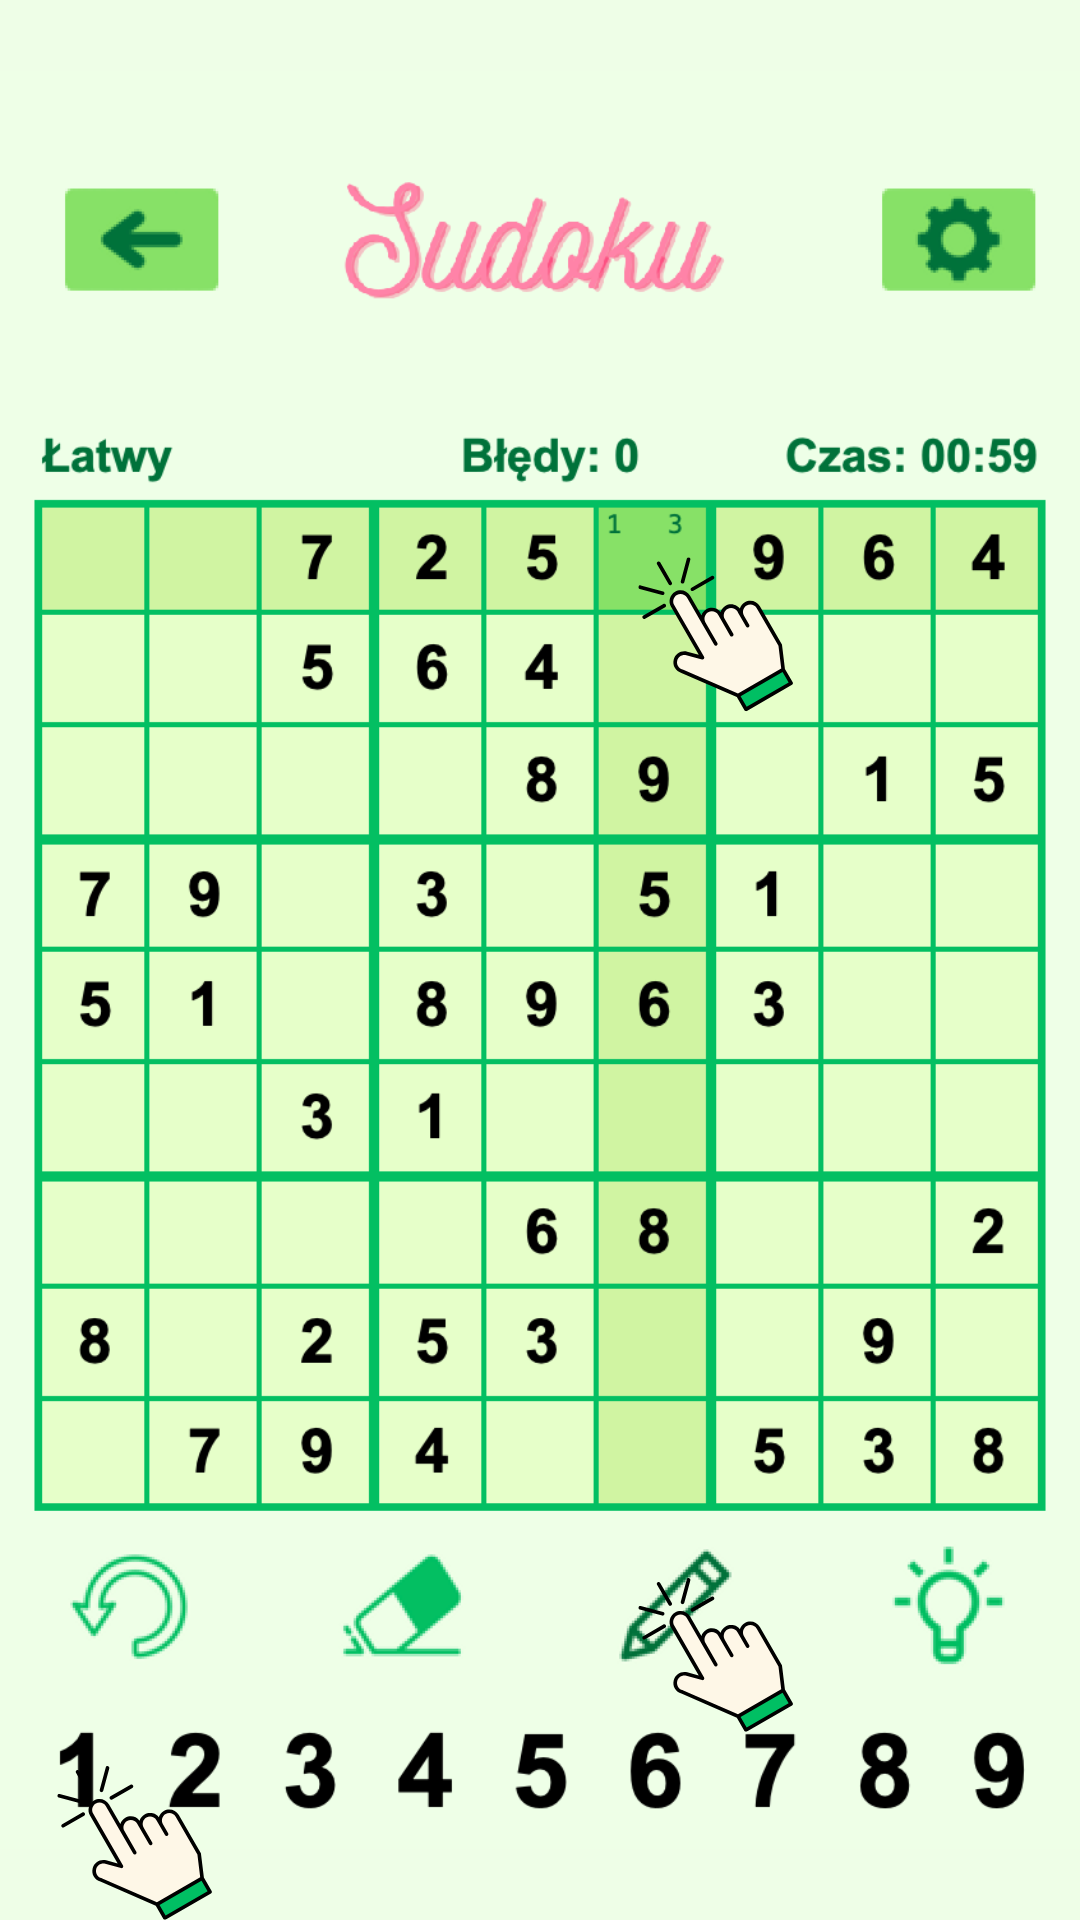 Sudoku
Łatwy Błędy: 0 Czas: 00:59
7 2 5 1 3 9 6 4
5 6 4
8 9 1 5
7 9 3 5 1
5 1 8 9 6 3
3 1
6 8 2
8 2 5 3 9
7 9 4 5 3 8
1 2 3 4 5 6 7 8 9